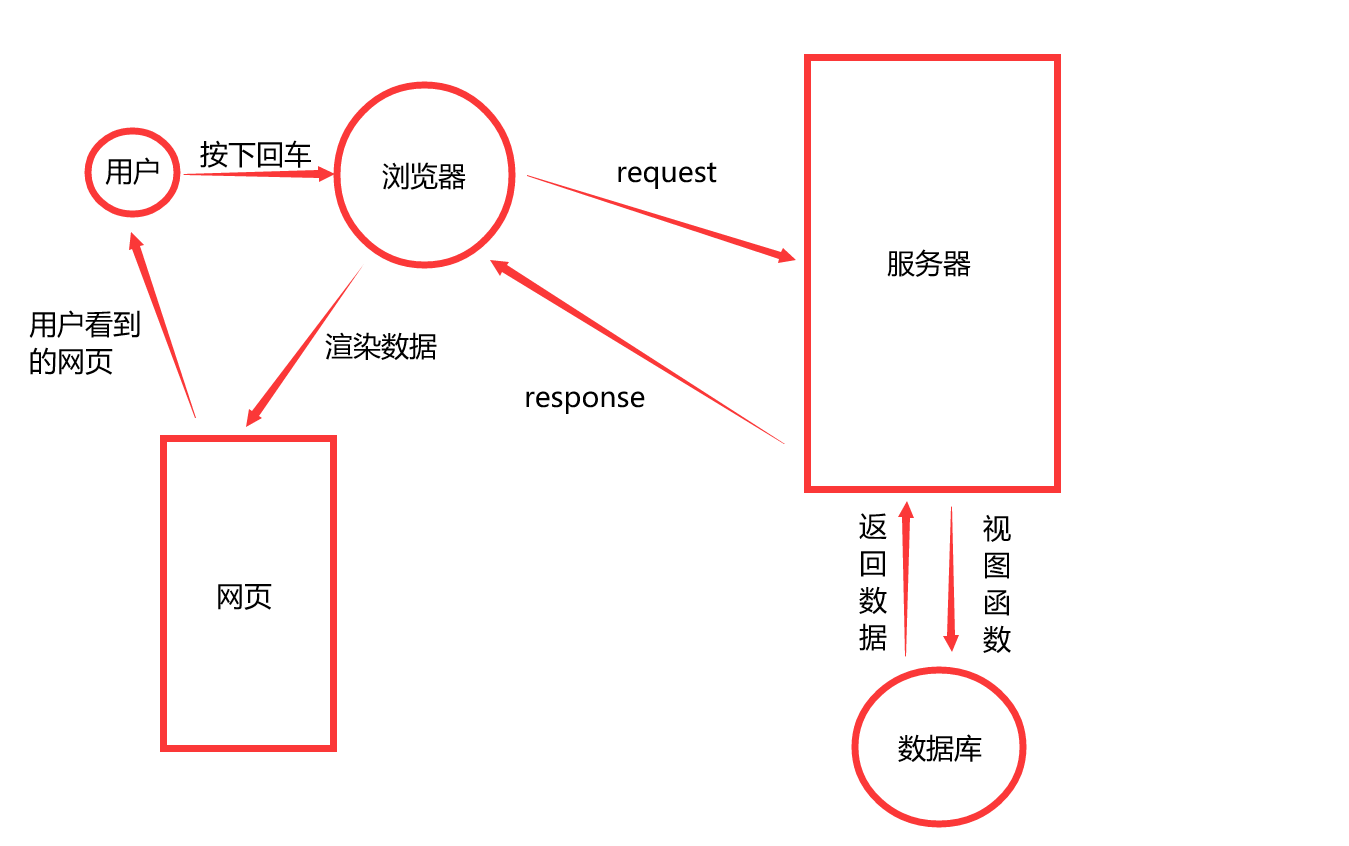 用户
按下回车
浏览器
request
服务器
用户看到
的网页
渲染数据
response
网页
返
回
数
据
视
图
函
数
数据库